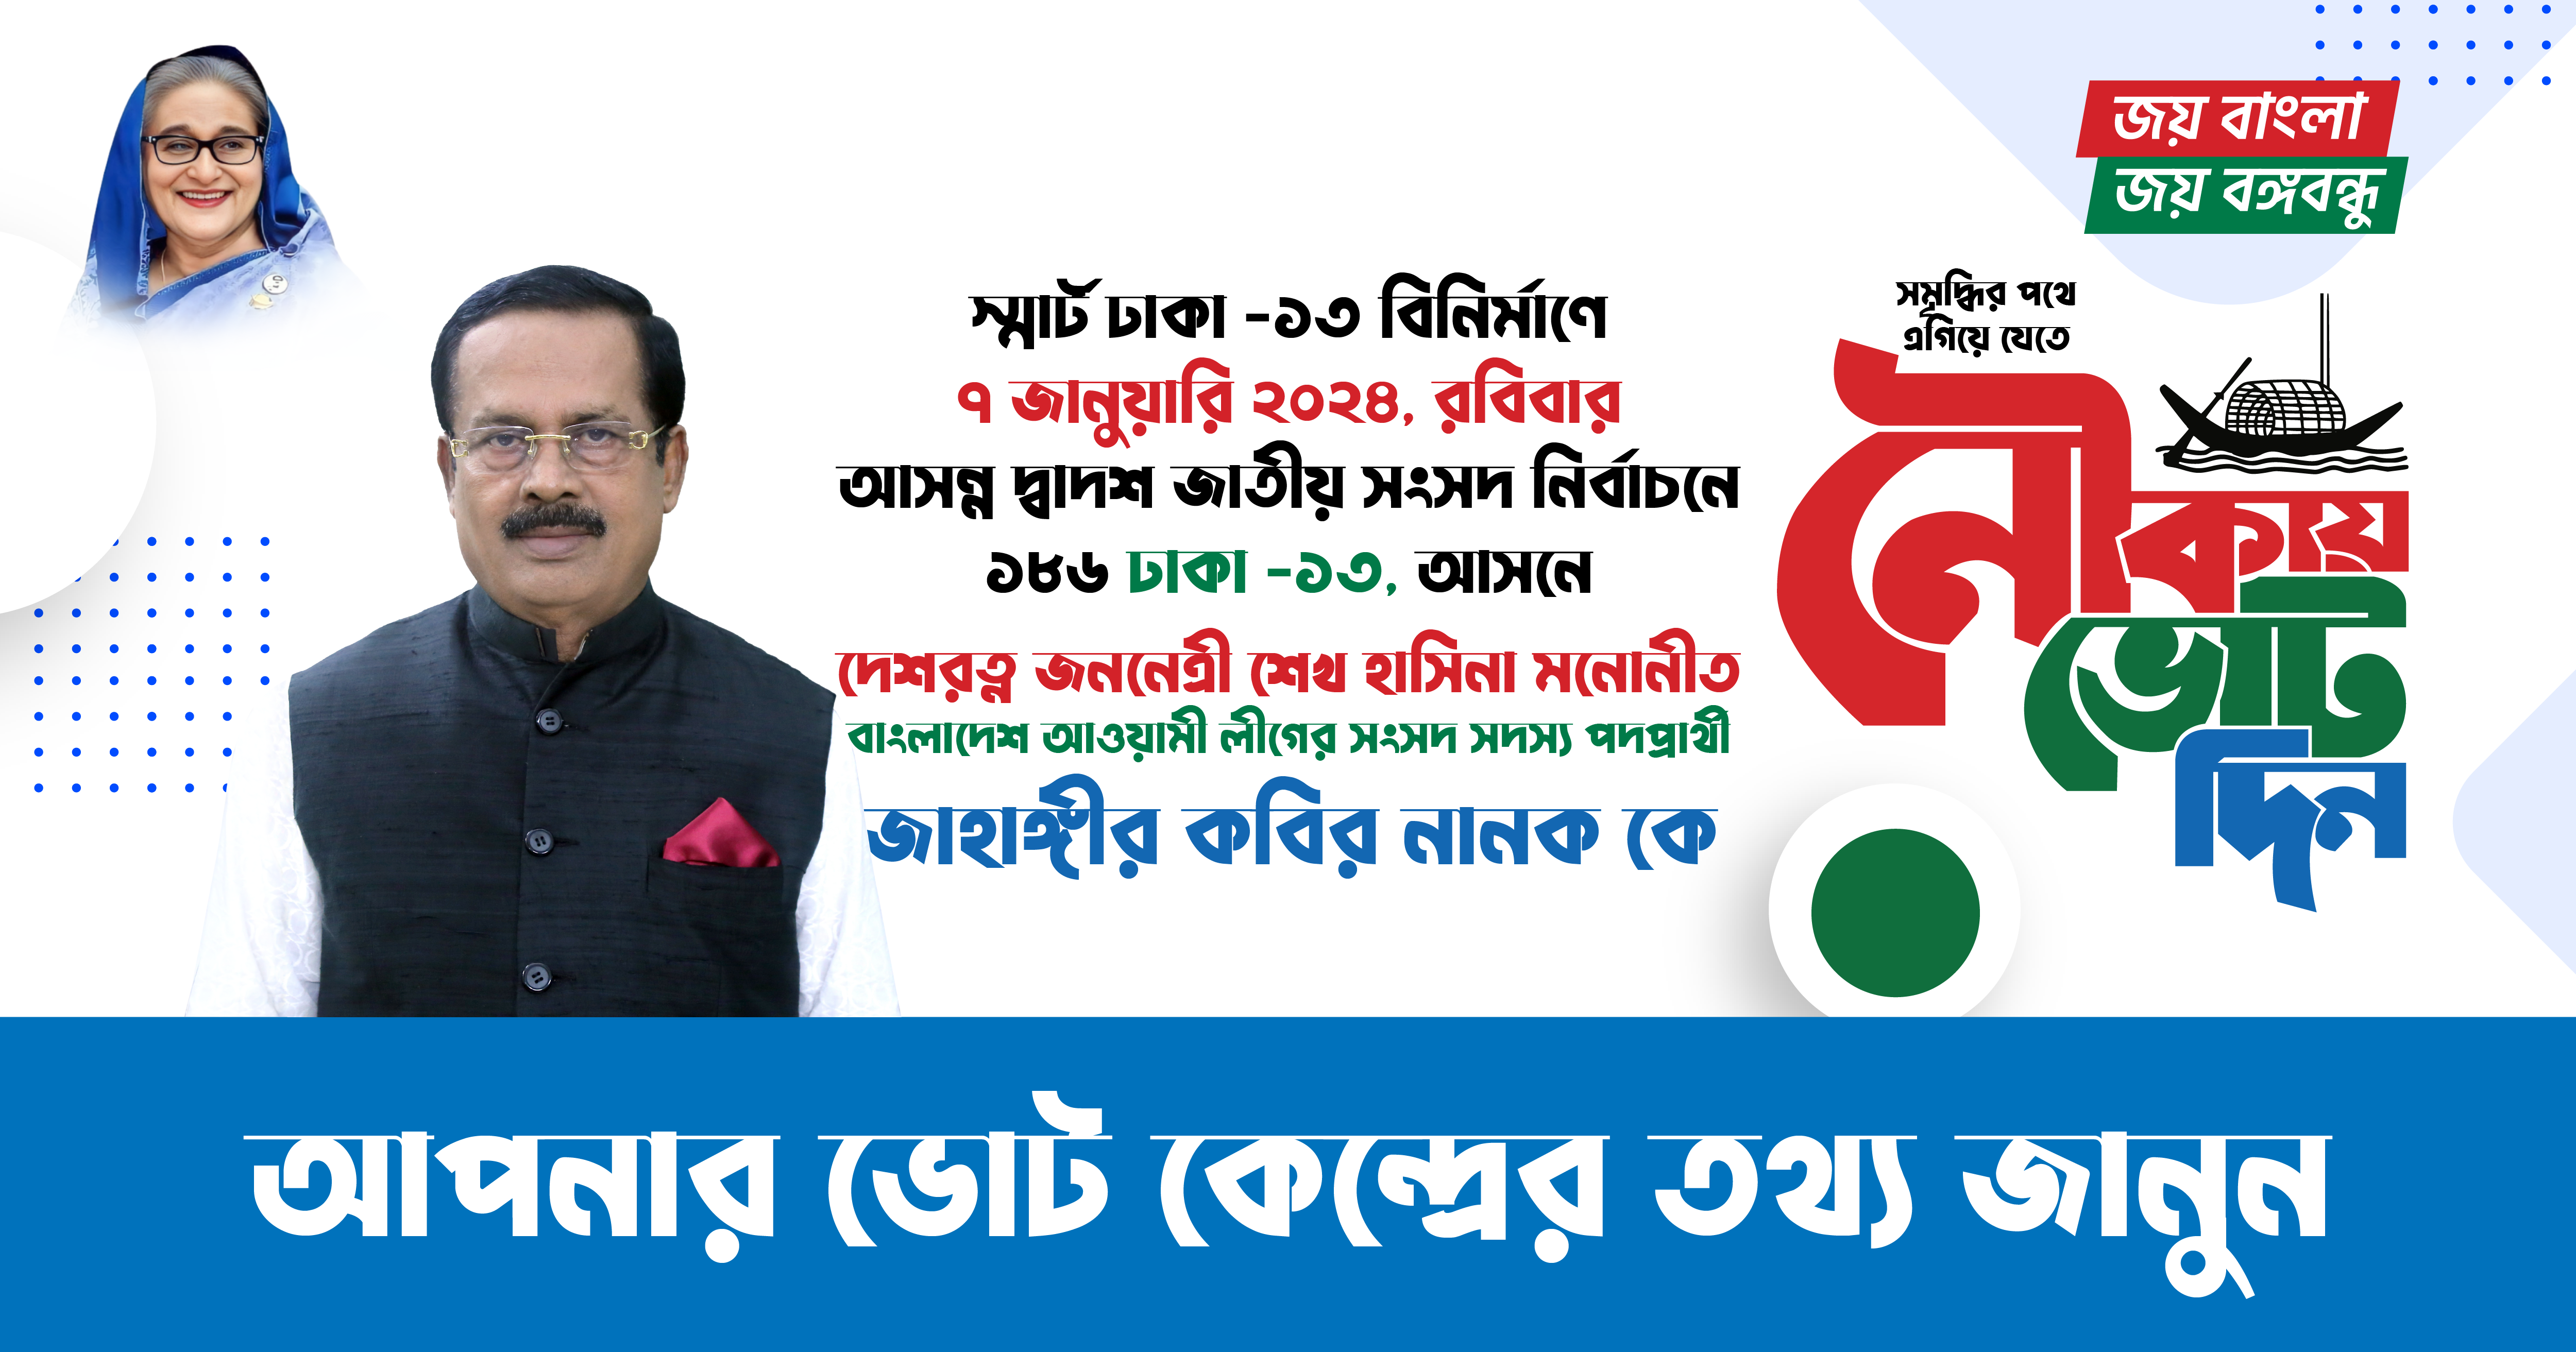 জয় বাংলা
জয় বঙ্গবন্ধু
স্মার্ট ঢাকা -১৩ বিনির্মাণে
৭ জানুয়ারি ২০২৪, রবিবার
আসন্ন দ্বাদশ জাতীয় সংসদ নির্বাচনে
১৮৬ ঢাকা -১৩, আসনে
দেশরত্ন জননেত্রী শেখ হাসিনা মনোনীত
বাংলাদেশ আওয়ামী লীগের সংসদ সদস্য পদপ্রার্থী
জাহাঙ্গীর কবির নানক কে
সমৃদ্ধির পথে
এগিয়ে যেতে
নৌকায়
ভোট
দিন
আপনার ভোট কেন্দ্রের তথ্য জানুন